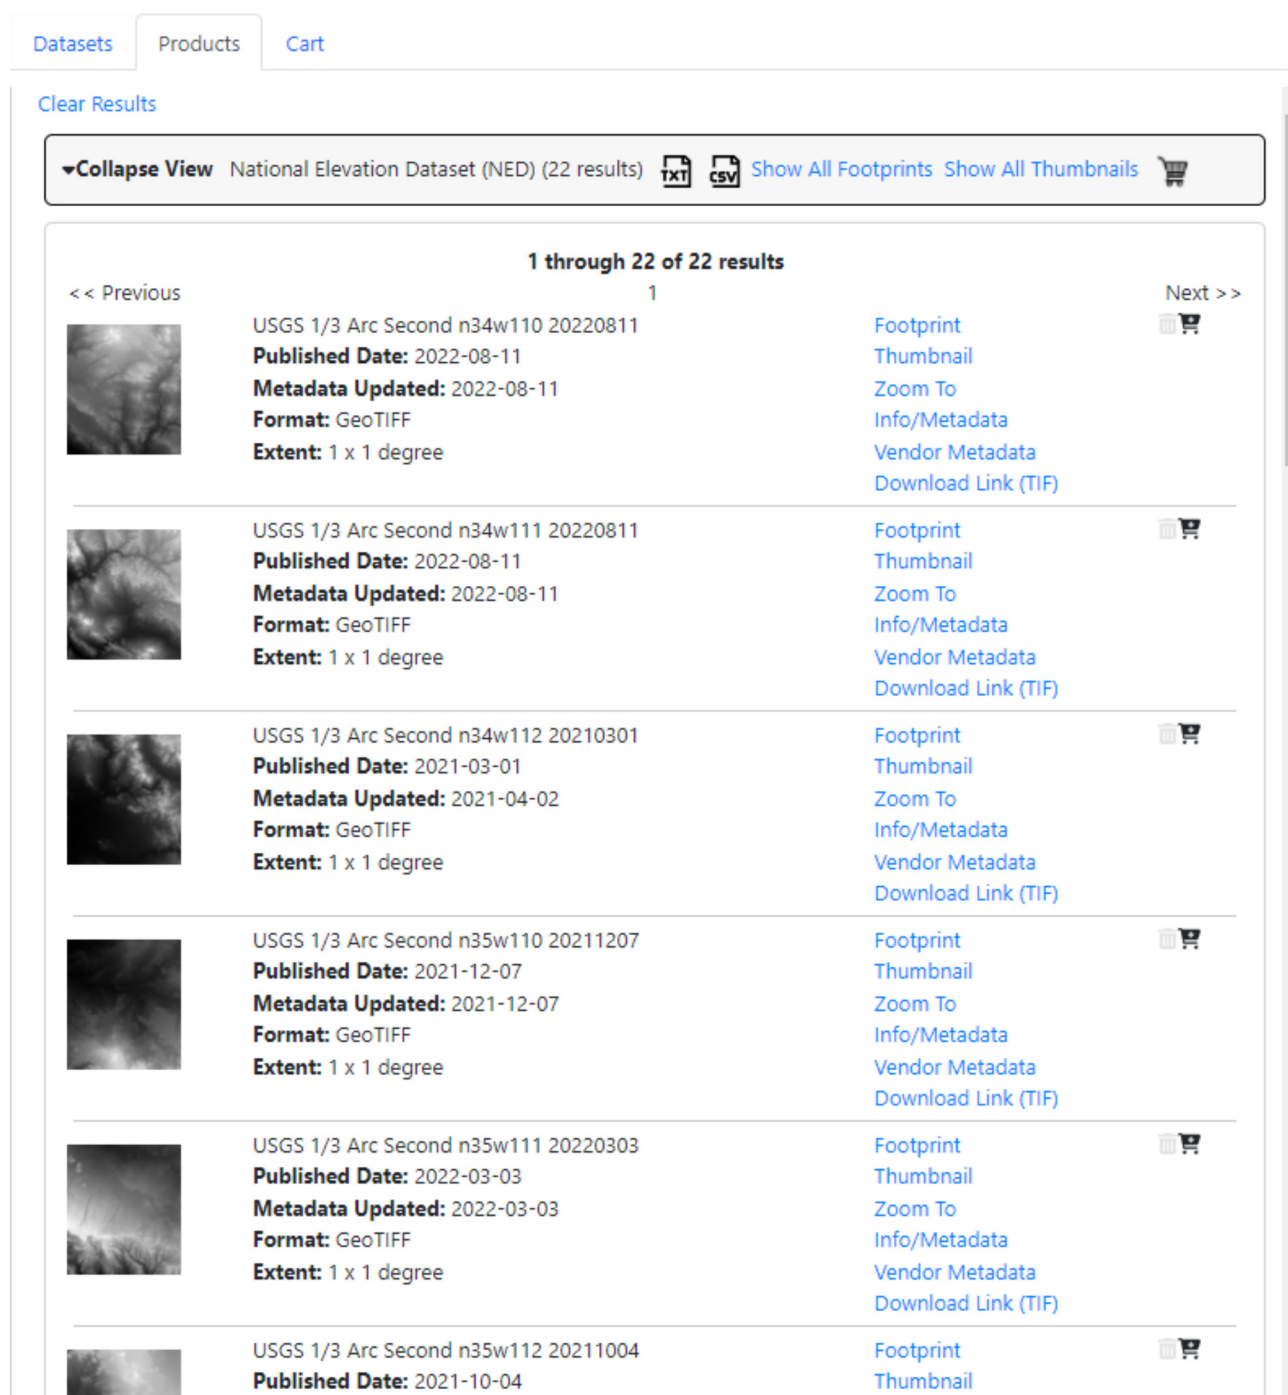 Datasets Products Cart
Clear Results
Collapse View National Elevation Dataset (NED) (22 results) TXT CSV Show All Footprints Show All Thumbnails
1 through 22 of 22 results
<< Previous 1 Next >>
USGS 1/3 Arc Second n34w110 20220811 Footprint
Published Date: 2022-08-11 Thumbnail
Metadata Updated: 2022-08-11 Zoom To
Format: GeoTIFF Info/Metadata
Extent: 1 x 1 degree Vendor Metadata
Download Link (TIF)
USGS 1/3 Arc Second n34w111 20220811 Footprint
Published Date: 2022-08-11 Thumbnail
Metadata Updated: 2022-08-11 Zoom To
Format: GeoTIFF Info/Metadata
Extent: 1 x 1 degree Vendor Metadata
Download Link (TIF)
USGS 1/3 Arc Second n34w112 20210301 Footprint
Published Date: 2021-03-01 Thumbnail
Metadata Updated: 2021-04-02 Zoom To
Format: GeoTIFF Info/Metadata
Extent: 1 x 1 degree Vendor Metadata
Download Link (TIF)
USGS 1/3 Arc Second n35w110 20211207 Footprint
Published Date: 2021-12-07 Thumbnail
Metadata Updated: 2021-12-07 Zoom To
Format: GeoTIFF Info/Metadata
Extent: 1 x 1 degree Vendor Metadata
Download Link (TIF)
USGS 1/3 Arc Second n35w111 20220303 Footprint
Published Date: 2022-03-03 Thumbnail
Metadata Updated: 2022-03-03 Zoom To
Format: GeoTIFF Info/Metadata
Extent: 1 x 1 degree Vendor Metadata
Download Link (TIF)
USGS 1/3 Arc Second n35w112 20211004 Footprint
Published Date: 2021-10-04 Thumbnail